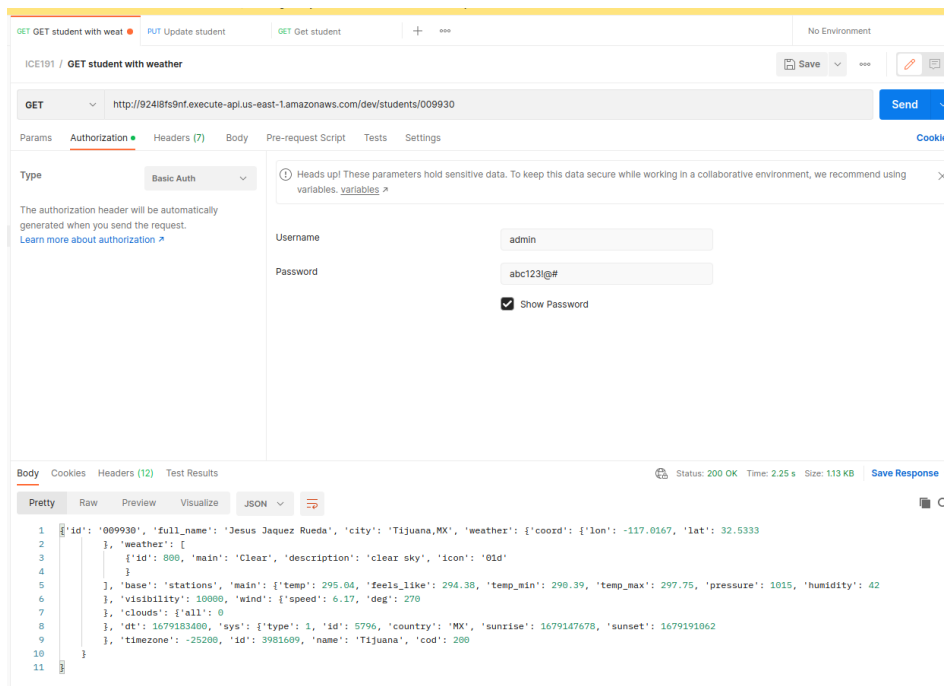 GET GET student with weat
PUT Update student
GET Get student
No Environment
ICE191 / GET student with weather
Save
GET
http://924l8fs9nf.execute-api.us-east-1.amazonaws.com/dev/students/009930
Send
Params Authorization Headers (7) Body Pre-request Script Tests Settings
Cookie
Type
Basic Auth
The authorization header will be automatically
generated when you send the request.
Learn more about authorization ↗
Heads up! These parameters hold sensitive data. To keep this data secure while working in a collaborative environment, we recommend using
variables. variables ↗
Username
admin
Password
abc123!@#
Show Password
Body Cookies Headers (12) Test Results
Status: 200 OK Time: 2.25 s Size: 1.13 KB Save Response
Pretty Raw Preview Visualize JSON
1 {'id': '009930', 'full_name': 'Jesus Jaquez Rueda', 'city': 'Tijuana,MX', 'weather': {'coord': {'lon': -117.0167, 'lat': 32.5333
2 }, 'weather': [
3 {'id': 800, 'main': 'Clear', 'description': 'clear sky', 'icon': '01d'
4 }
5 ], 'base': 'stations', 'main': {'temp': 295.04, 'feels_like': 294.38, 'temp_min': 290.39, 'temp_max': 297.75, 'pressure': 1015, 'humidity': 42
6 }, 'visibility': 10000, 'wind': {'speed': 6.17, 'deg': 270
7 }, 'clouds': {'all': 0
8 }, 'dt': 1679183400, 'sys': {'type': 1, 'id': 5796, 'country': 'MX', 'sunrise': 1679147678, 'sunset': 1679191062
9 }, 'timezone': -25200, 'id': 3981609, 'name': 'Tijuana', 'cod': 200
10 }
11 }